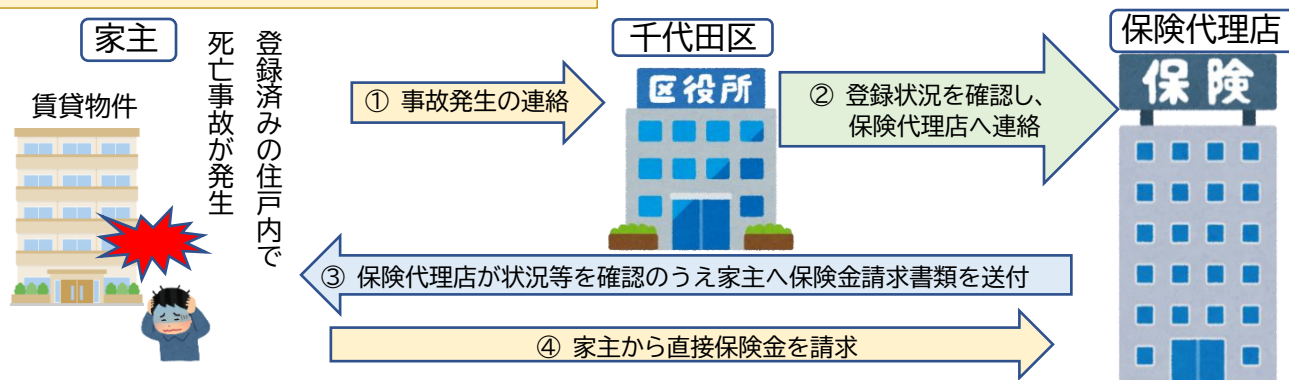 家主
賃貸物件
登録済みの住戸内で
死亡事故が発生
① 事故発生の連絡
千代田区
区役所
② 登録状況を確認し、
保険代理店へ連絡
保険代理店
保険
③ 保険代理店が状況等を確認のうえ家主へ保険金請求書類を送付
④ 家主から直接保険金を請求